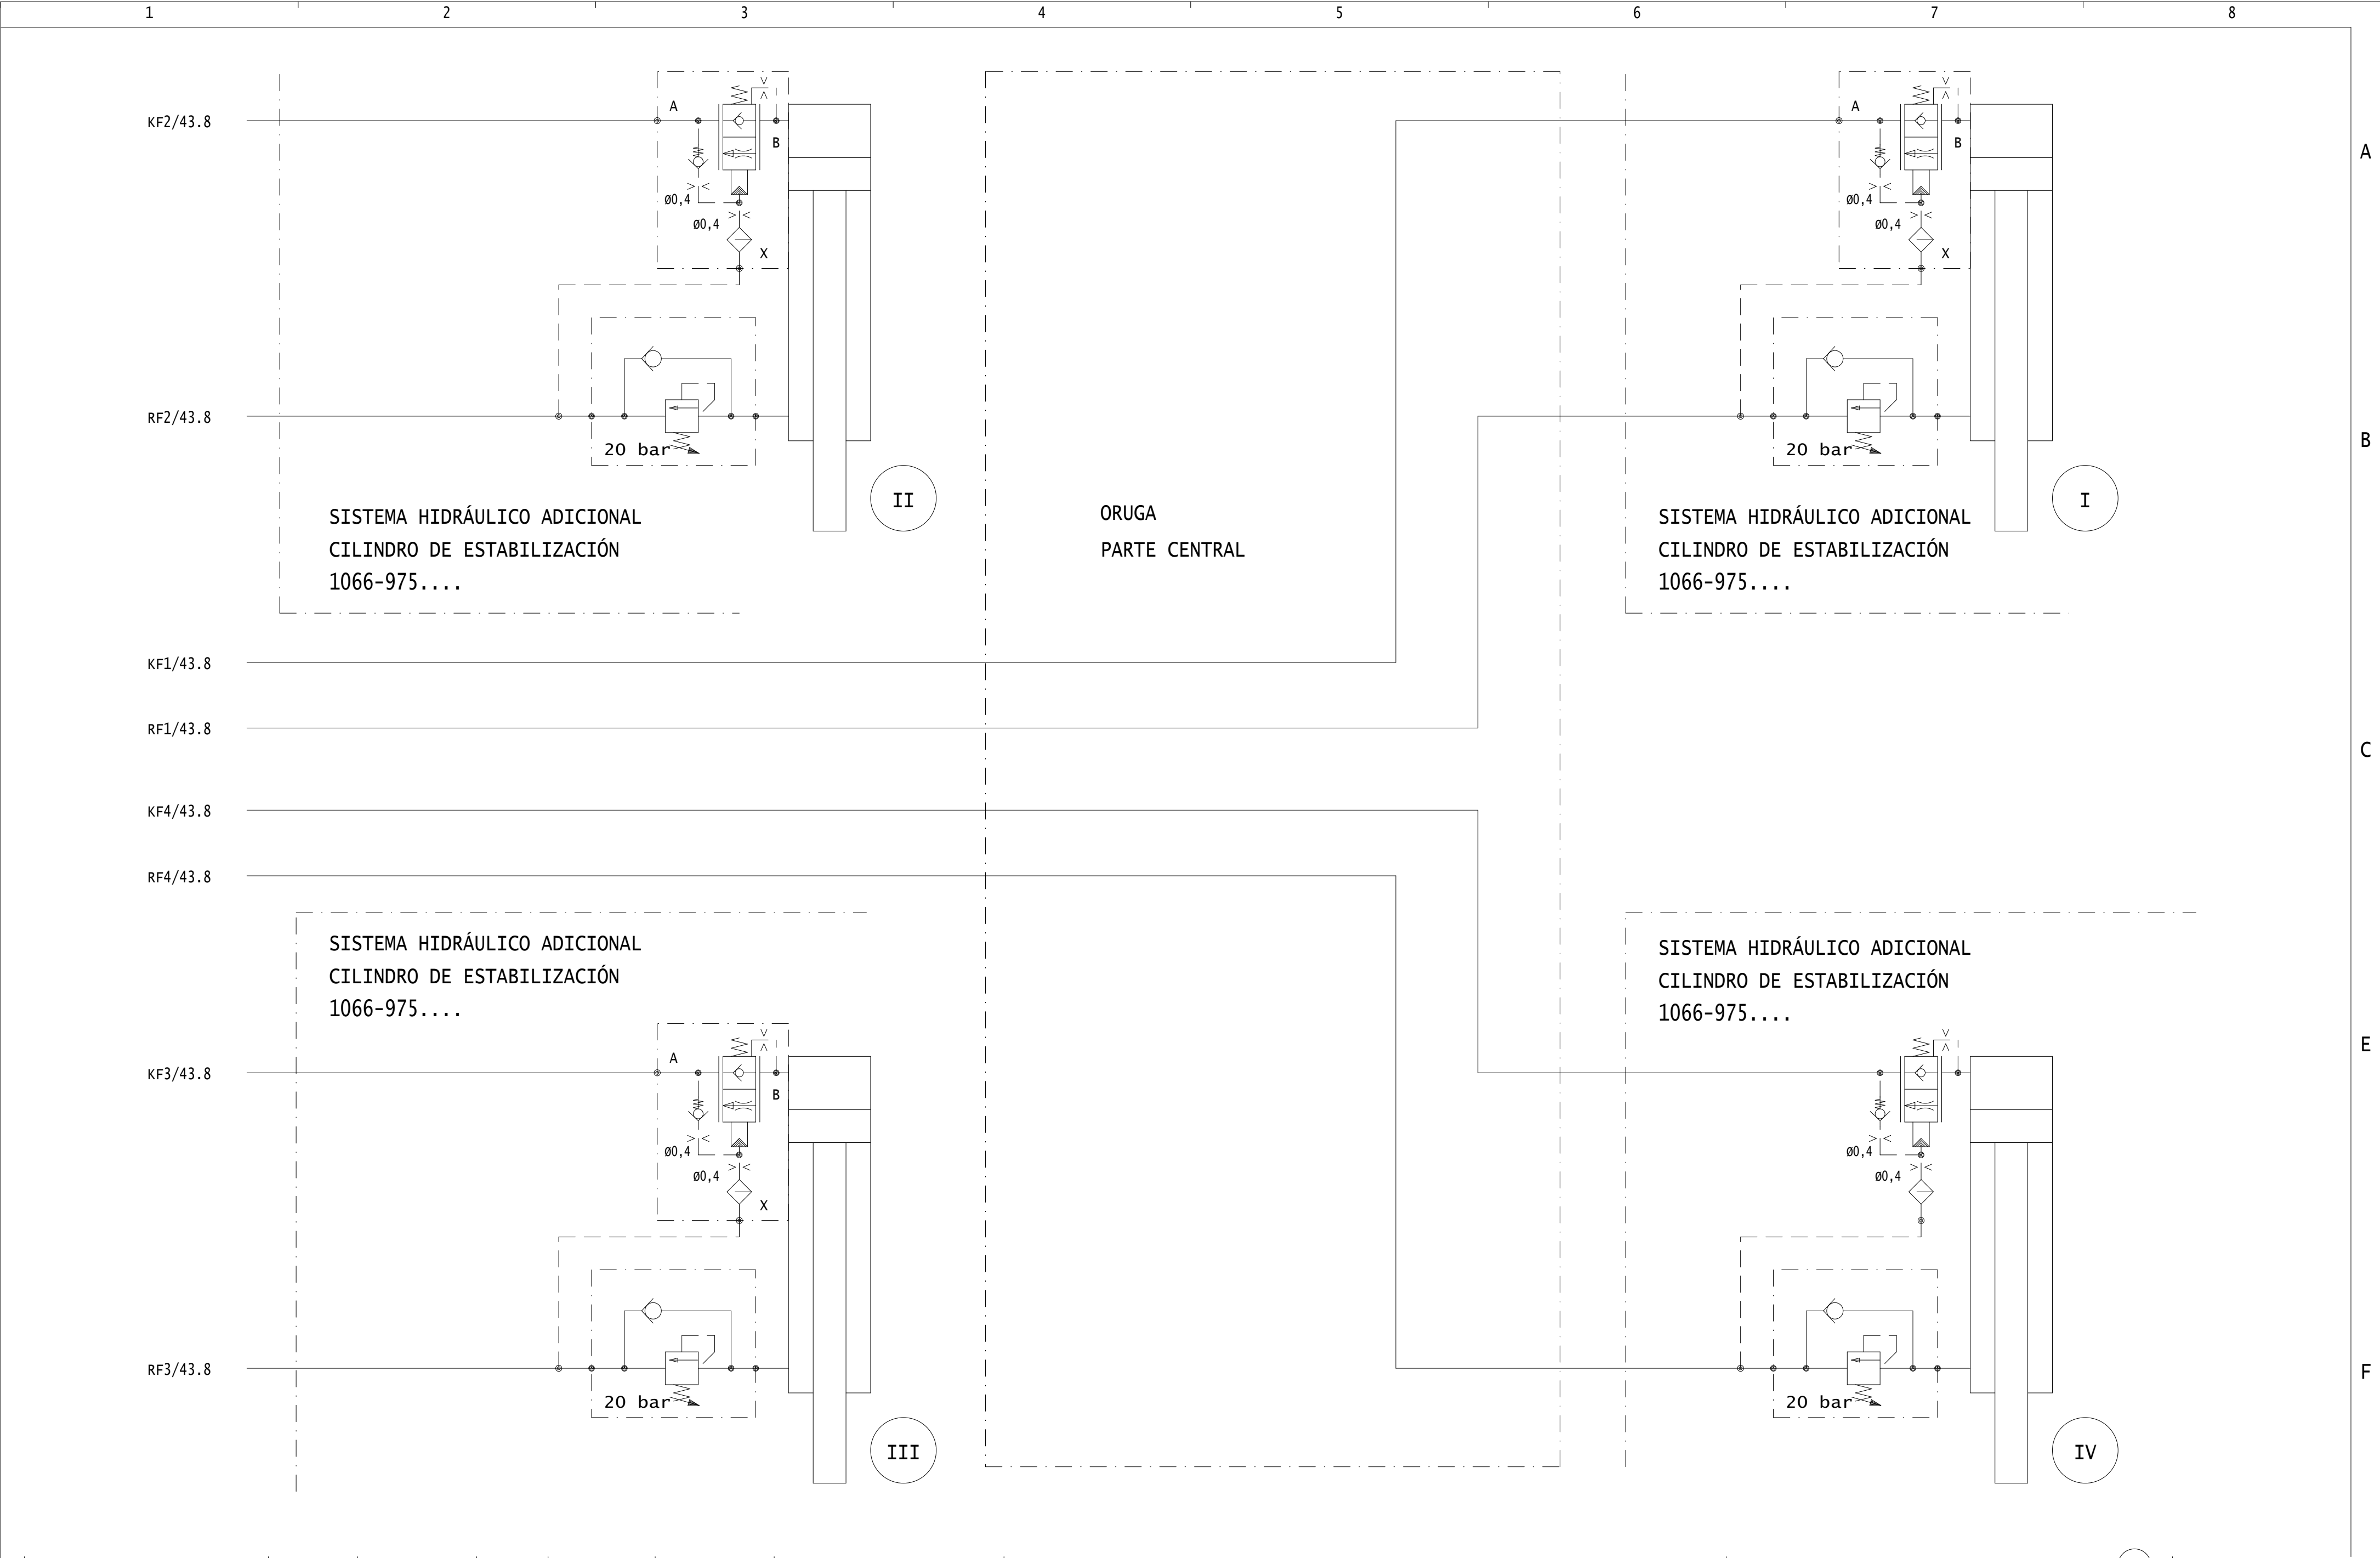 1 2 3 4 5 6 7 8
A A
KF2/43.8
A
B B
ø0,4 ø0,4
ø0,4 ø0,4
X X
RF2/43.8
B
20 bar 20 bar
II I
SISTEMA HIDRÁULICO ADICIONAL
CILINDRO DE ESTABILIZACIÓN
1066-975....
ORUGA
PARTE CENTRAL
SISTEMA HIDRÁULICO ADICIONAL
CILINDRO DE ESTABILIZACIÓN
1066-975....
KF1/43.8
RF1/43.8
C
KF4/43.8
RF4/43.8
SISTEMA HIDRÁULICO ADICIONAL
CILINDRO DE ESTABILIZACIÓN
1066-975....
SISTEMA HIDRÁULICO ADICIONAL
CILINDRO DE ESTABILIZACIÓN
1066-975....
E
A
KF3/43.8
B
ø0,4 ø0,4
ø0,4 ø0,4
X
RF3/43.8
F
20 bar 20 bar
III IV